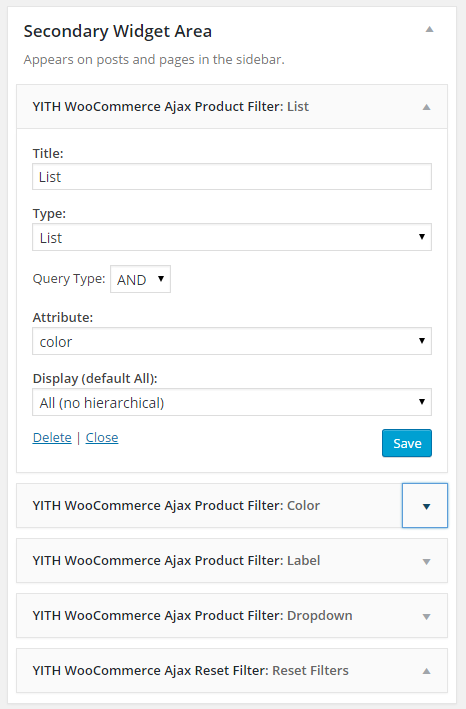 Secondary Widget Area
Appears on posts and pages in the sidebar.
YITH WooCommerce Ajax Product Filter: List
Title:
List
Type:
List
Query Type: AND
Attribute:
color
Display (default All):
All (no hierarchical)
Delete | Close
Save
YITH WooCommerce Ajax Product Filter: Color
YITH WooCommerce Ajax Product Filter: Label
YITH WooCommerce Ajax Product Filter: Dropdown
YITH WooCommerce Ajax Reset Filter: Reset Filters